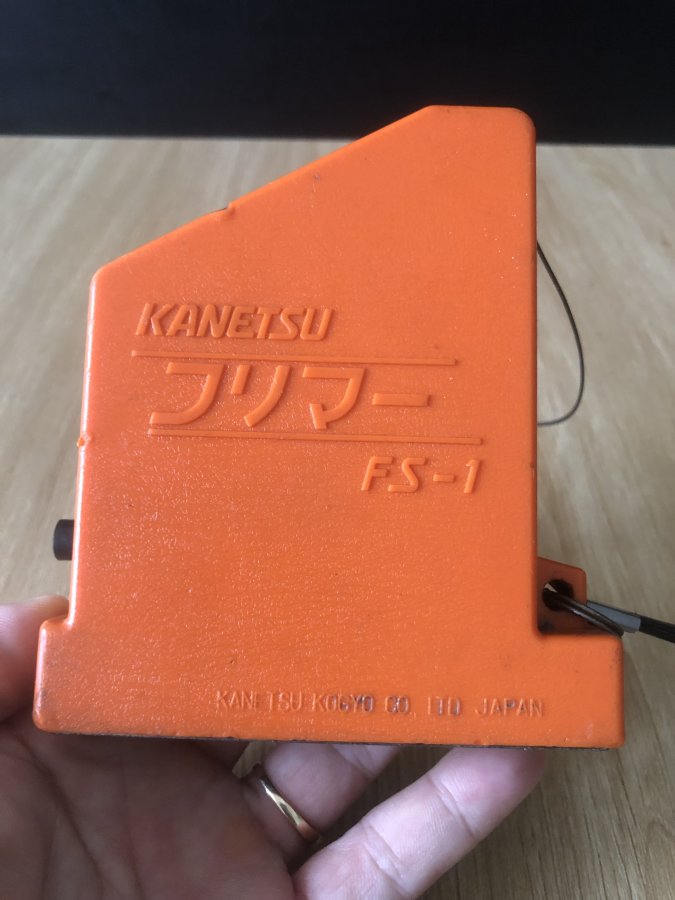 KANETSU
フリマー
FS-1
KANETSU KOGYO CO. LTD JAPAN